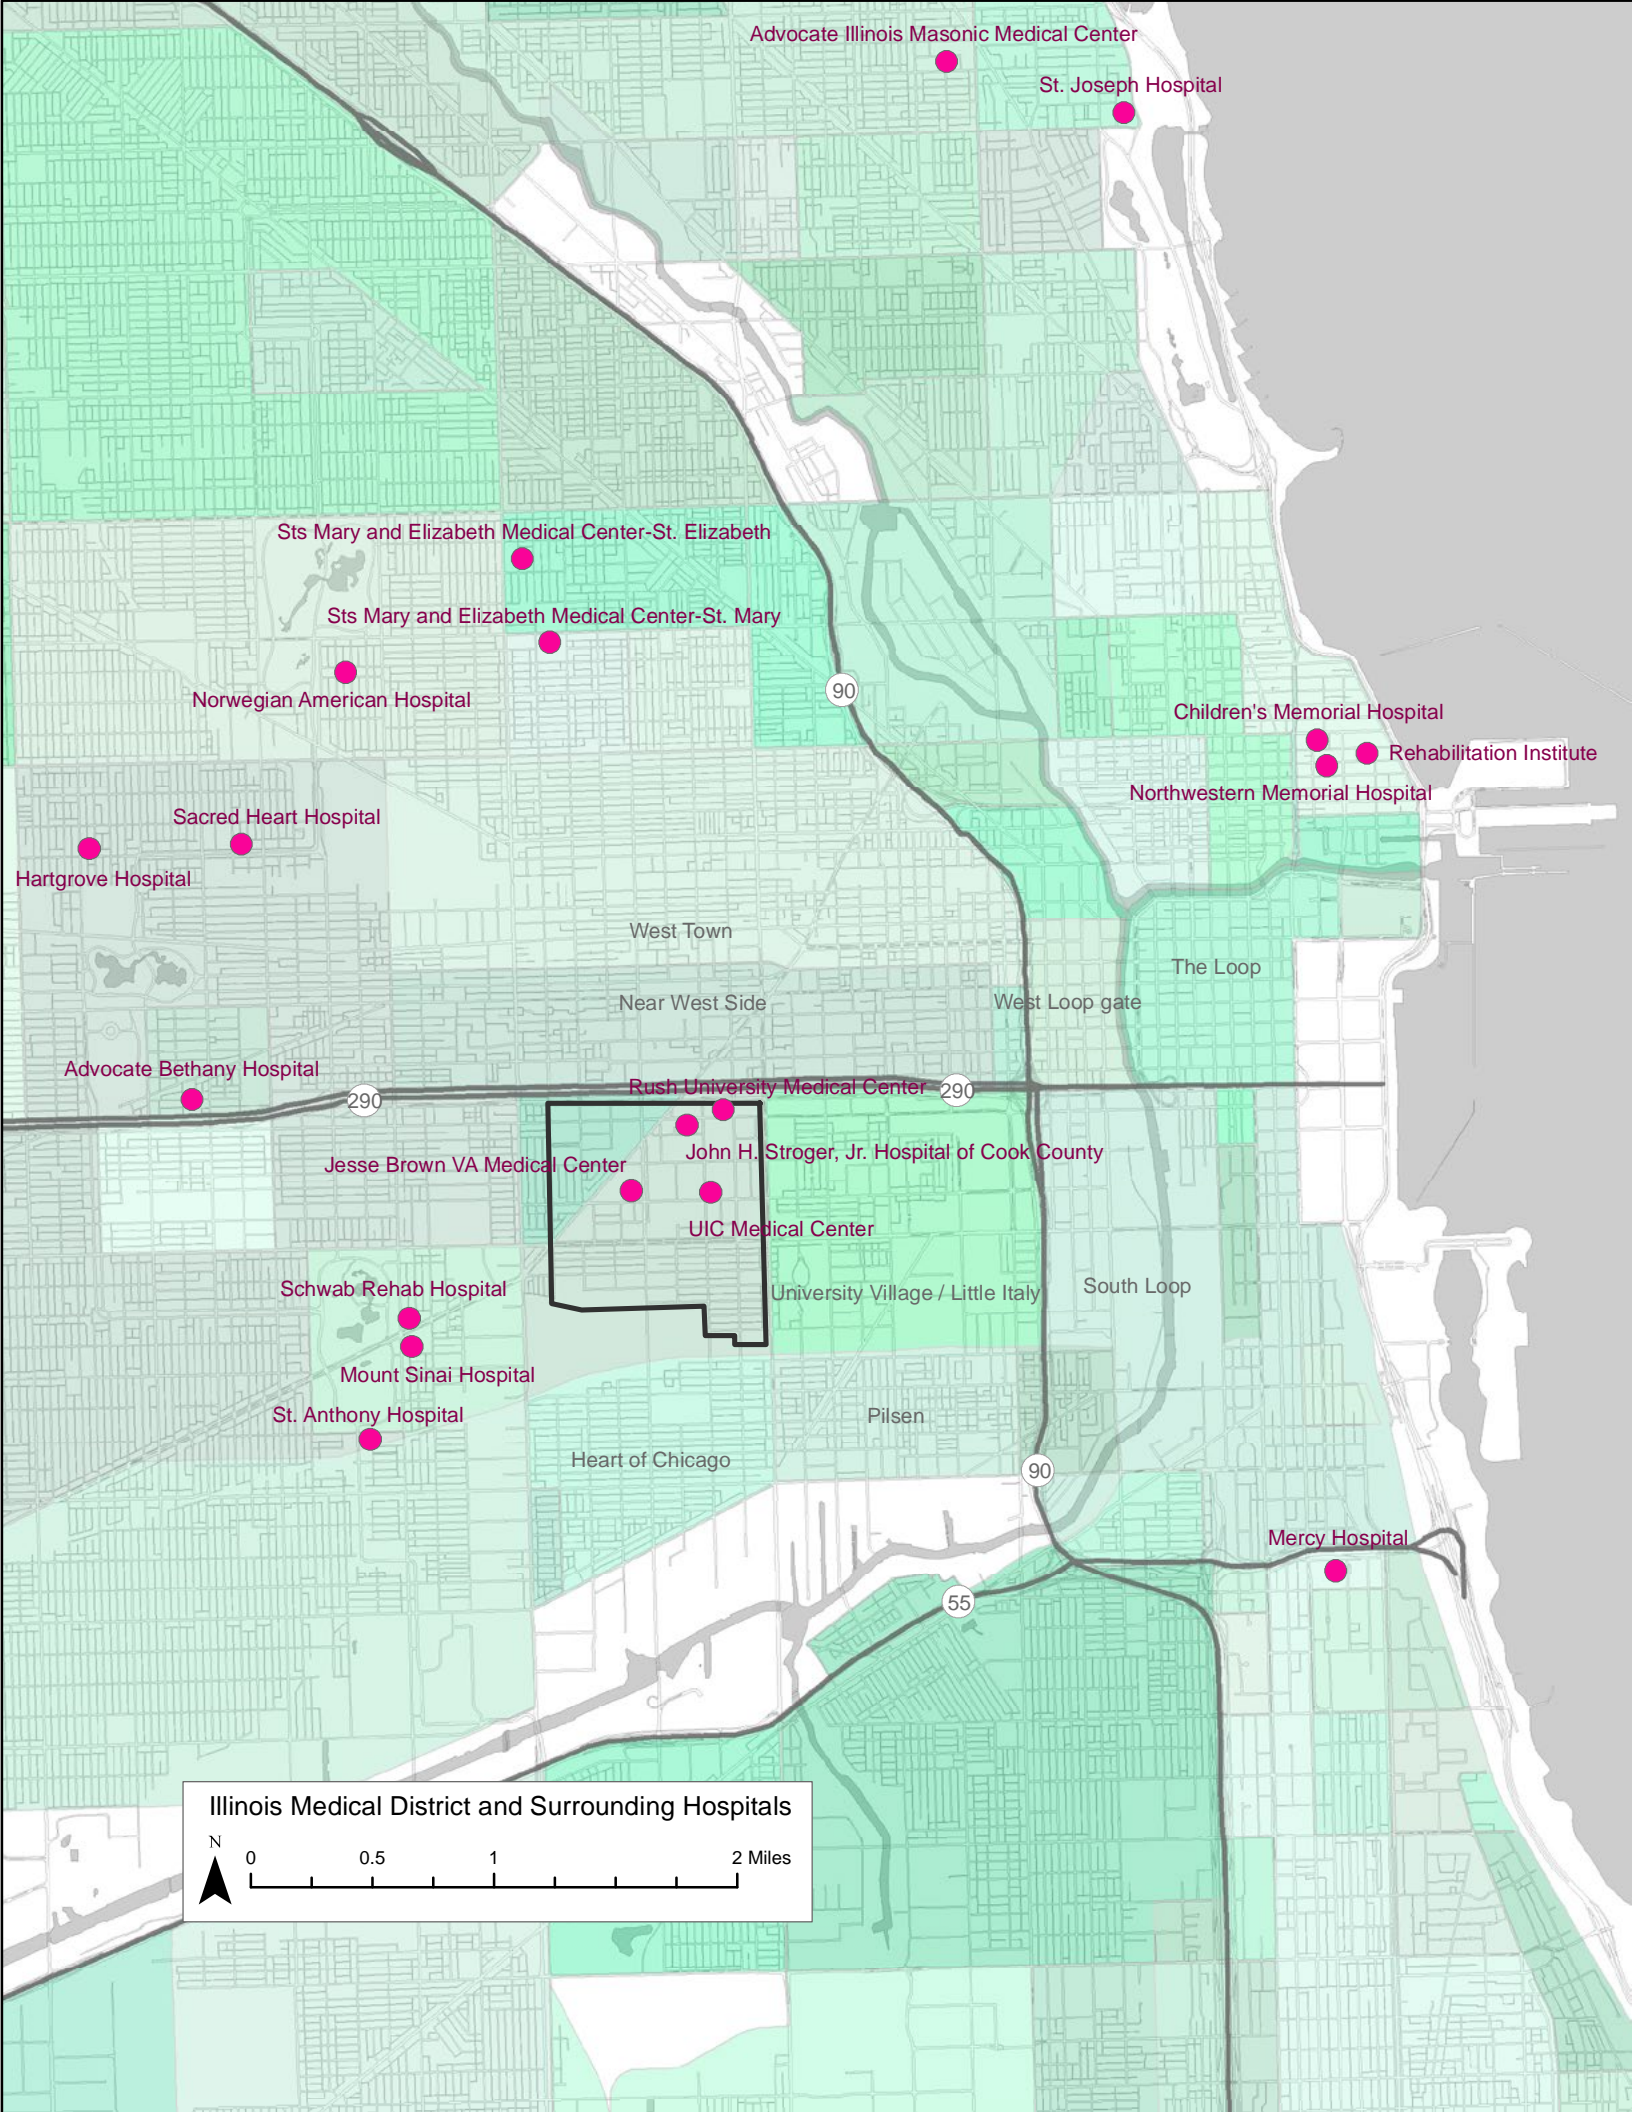 Advocate Illinois Masonic Medical Center
St. Joseph Hospital
Sts Mary and Elizabeth Medical Center-St. Elizabeth
Sts Mary and Elizabeth Medical Center-St. Mary
90
Norwegian American Hospital
Children's Memorial Hospital
Rehabilitation Institute
Northwestern Memorial Hospital
Sacred Heart Hospital
Hartgrove Hospital
West Town
The Loop
Near West Side
West Loop gate
Advocate Bethany Hospital
Rush University Medical Center
290
290
John H. Stroger, Jr. Hospital of Cook County
Jesse Brown VA Medical Center
UIC Medical Center
Schwab Rehab Hospital
University Village / Little Italy
South Loop
Mount Sinai Hospital
St. Anthony Hospital
Pilsen
Heart of Chicago
90
Mercy Hospital
55
Illinois Medical District and Surrounding Hospitals
N
0 0.5 1 2 Miles